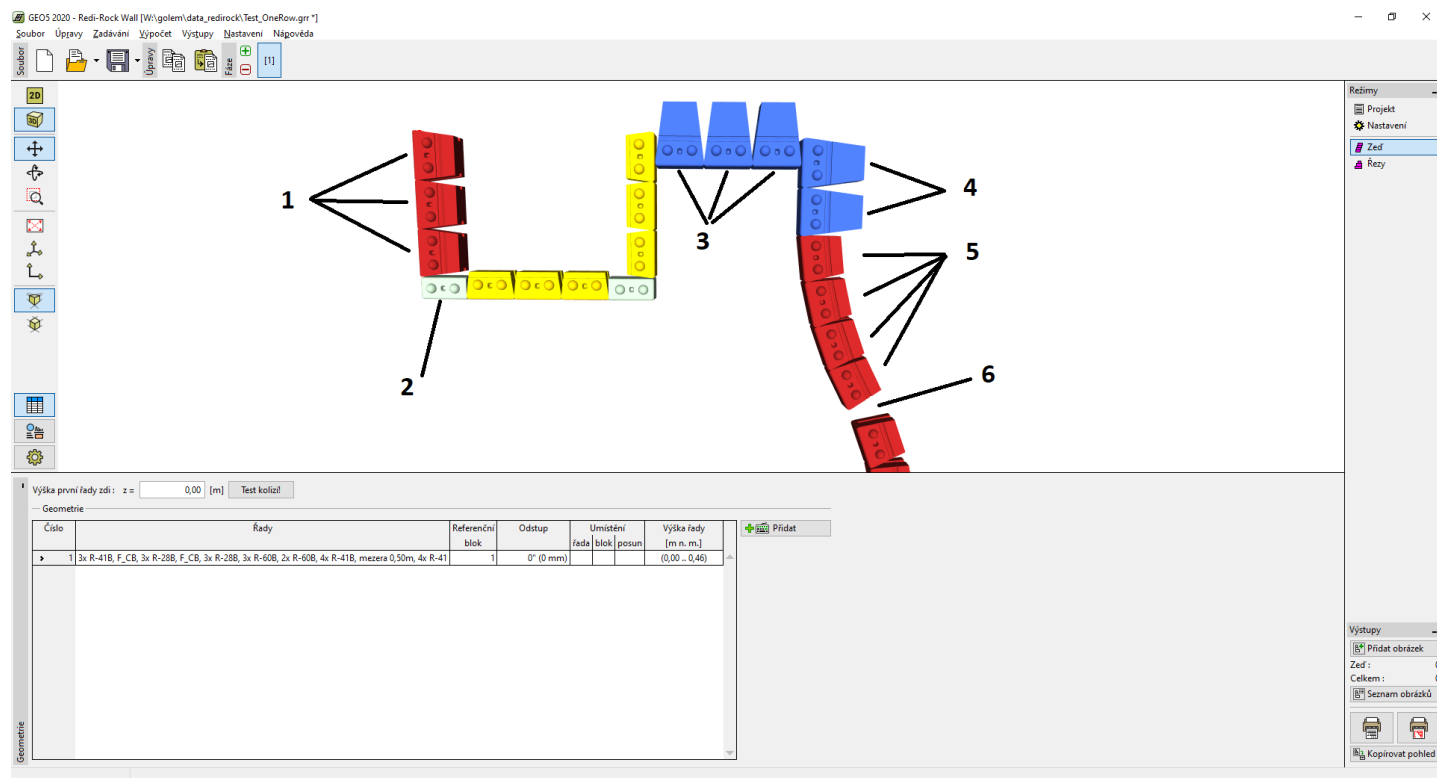 GEO5 2020 - Redi-Rock Wall [W:\golem\data_redirock\Test_OneRow.grr *]
Soubor Úpravy Zadávání Výpočet Výstupy Nastavení Nápověda
Soubor
Úpravy
Fáze
[1]
2D
3D
1
2
3
4
5
6
Režimy
Projekt
Nastavení
Zeď
Řezy
Výška první řady zdi : z = 0,00 [m] Test kolizí!
Geometrie
Číslo Řady Referenční blok Odstup Umístění Výška řady
řada blok posun [m n. m.]
Přidat
1 3x R-41B, F_CB, 3x R-28B, F_CB, 3x R-28B, 3x R-60B, 2x R-60B, 4x R-41B, mezera 0,50m, 4x R-41 1 0" (0 mm) (0,00 .. 0,46)
Geometrie
Výstupy
Přidat obrázek
Zeď : 0
Celkem : 0
Seznam obrázků
Kopírovat pohled